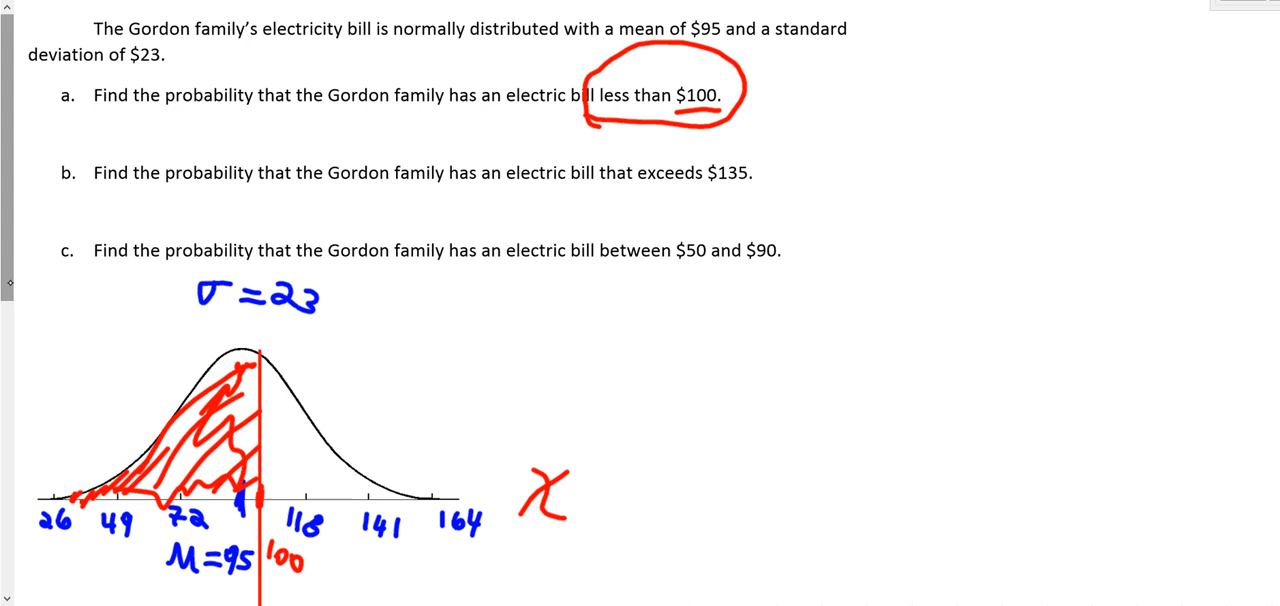 The Gordon family’s electricity bill is normally distributed with a mean of $95 and a standard
deviation of $23.
a. Find the probability that the Gordon family has an electric bill less than $100.
b. Find the probability that the Gordon family has an electric bill that exceeds $135.
c. Find the probability that the Gordon family has an electric bill between $50 and $90.
σ=23
26 49 72 118 141 164 x
μ=95 100